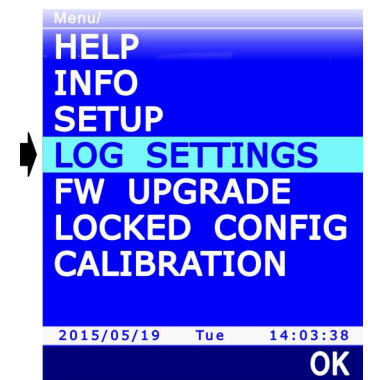 Menu/
HELP
INFO
SETUP
LOG SETTINGS
FW UPGRADE
LOCKED CONFIG
CALIBRATION
2015/05/19 Tue 14:03:38
OK